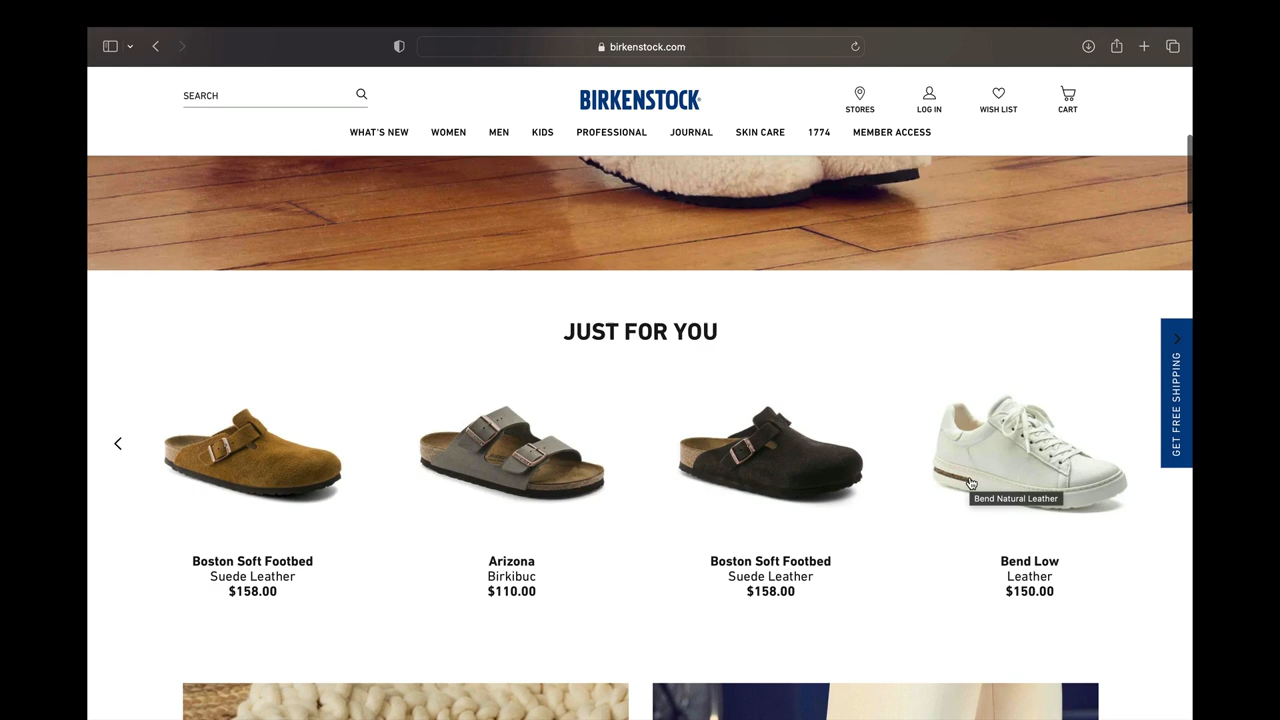 birkenstock.com
SEARCH
BIRKENSTOCK
STORES
LOG IN
WISH LIST
CART
WHAT'S NEW WOMEN MEN KIDS PROFESSIONAL JOURNAL SKIN CARE 1774 MEMBER ACCESS
JUST FOR YOU
GET FREE SHIPPING
Bend Natural Leather
Boston Soft Footbed
Suede Leather
$158.00
Arizona
Birkibuc
$110.00
Boston Soft Footbed
Suede Leather
$158.00
Bend Low
Leather
$150.00